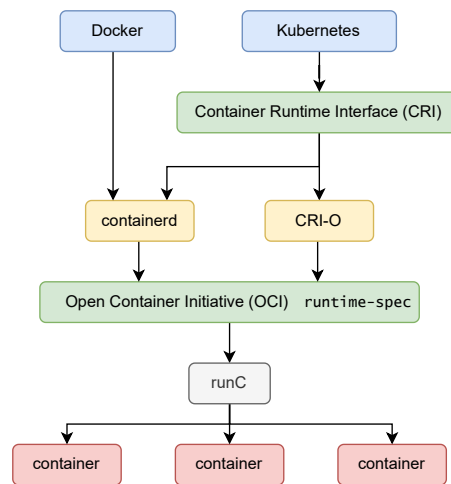 Docker
Kubernetes
Container Runtime Interface (CRI)
containerd
CRI-O
Open Container Initiative (OCI) runtime-spec
runC
container
container
container